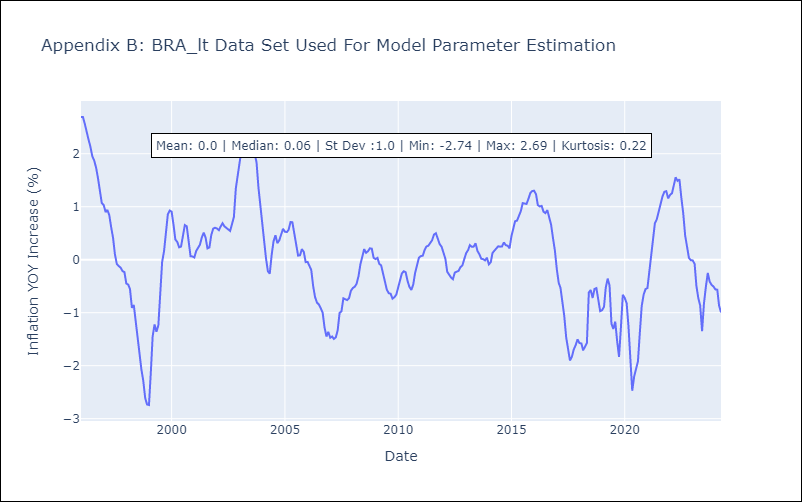 Appendix B: BRA_lt Data Set Used For Model Parameter Estimation
Mean: 0.0 | Median: 0.06 | St Dev :1.0 | Min: -2.74 | Max: 2.69 | Kurtosis: 0.22
Inflation YOY Increase (%)
2
1
0
−1
−2
−3
2000 2005 2010 2015 2020
Date